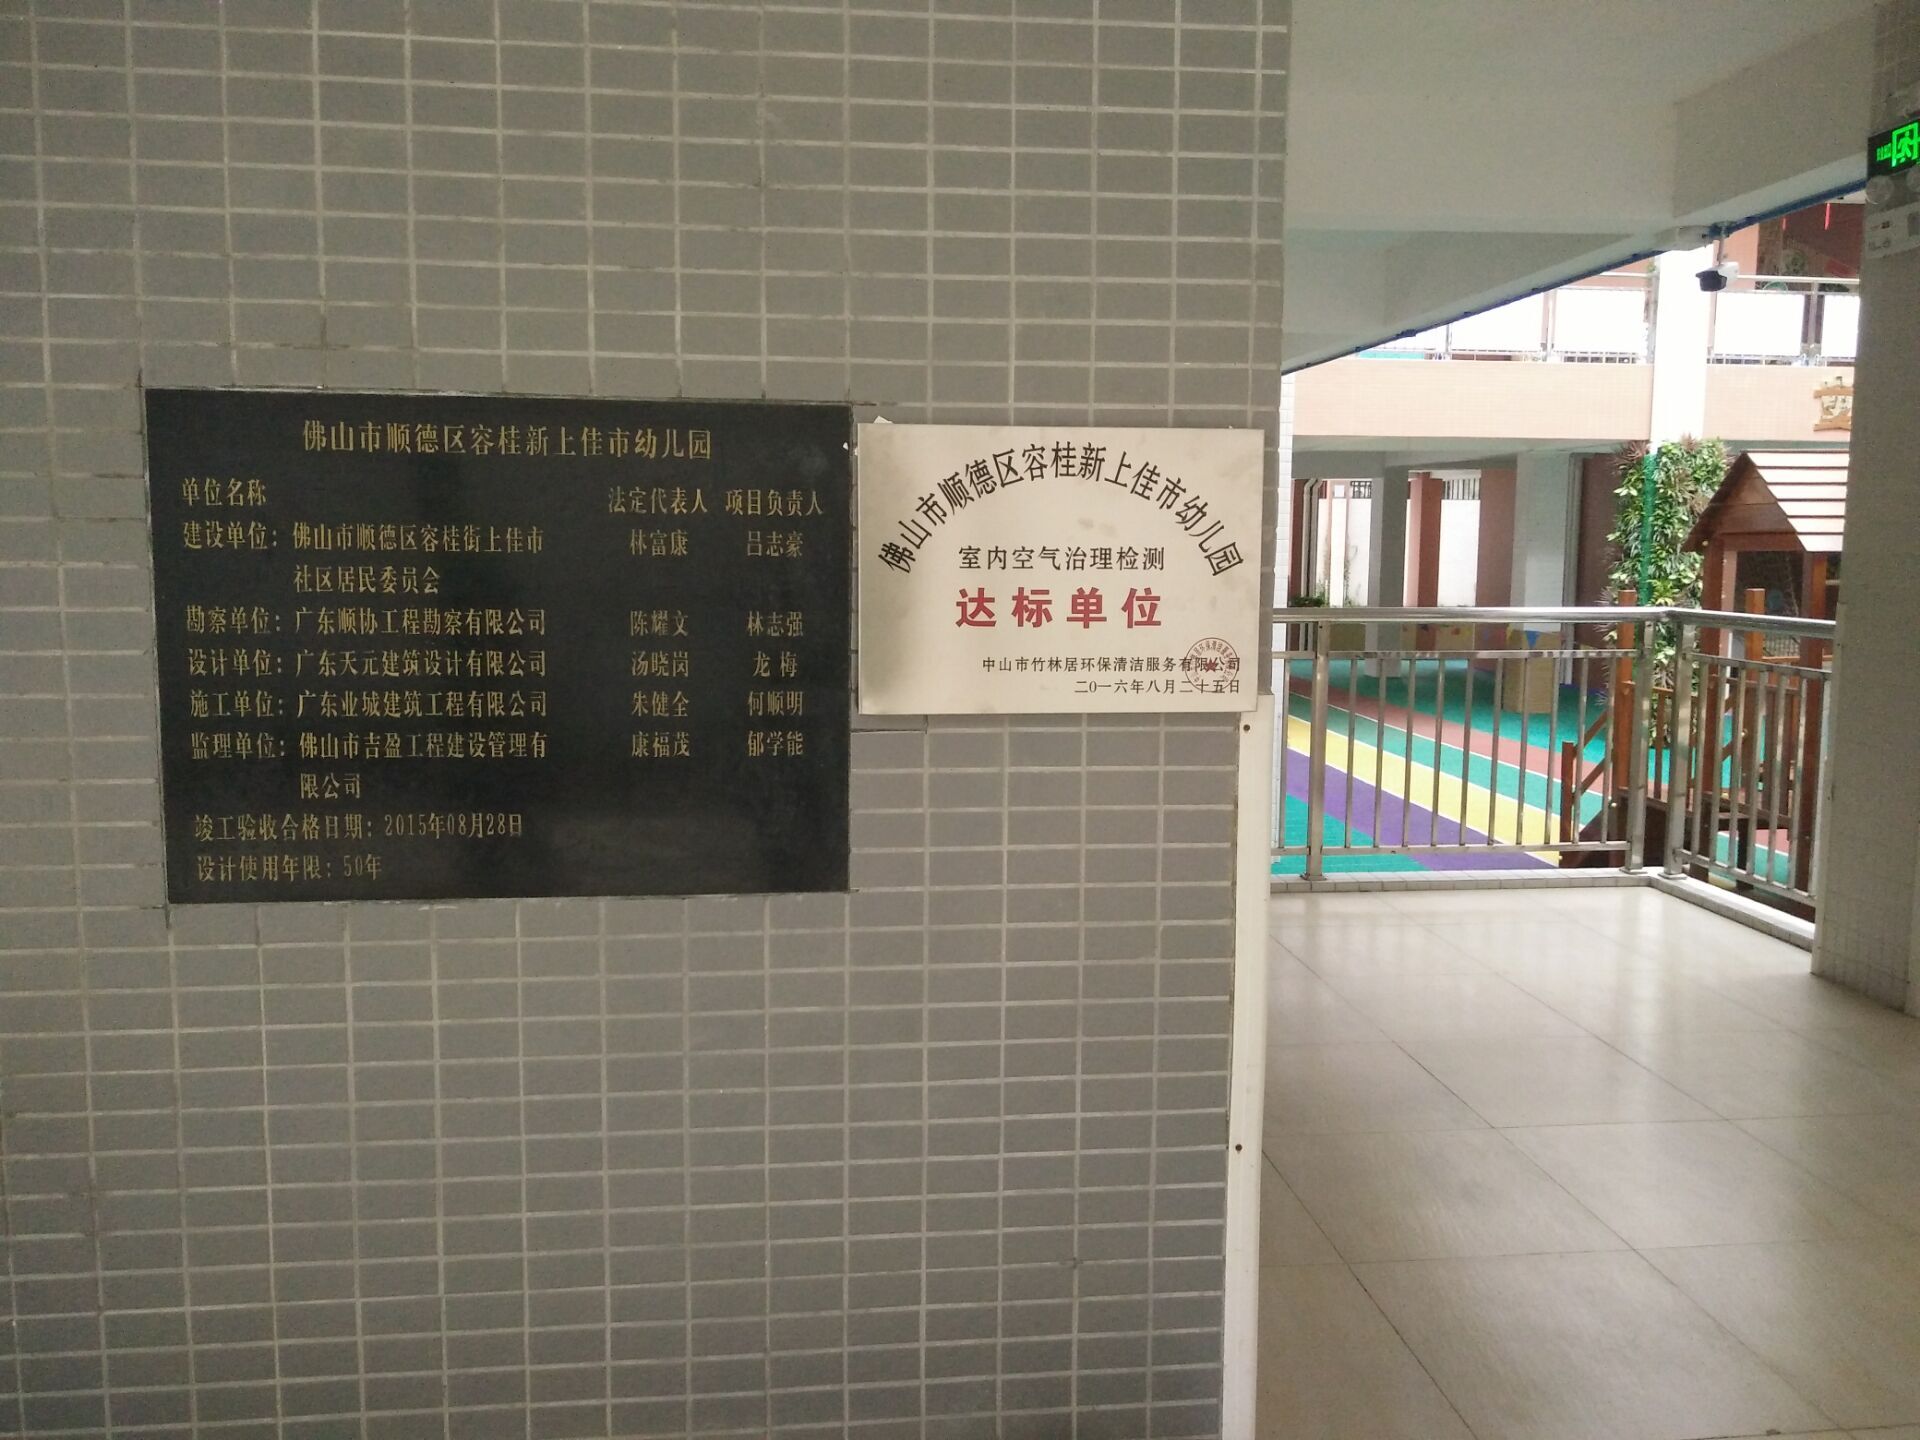 佛山市顺德区容桂新上佳市幼儿园
单位名称 法定代表人 项目负责人
建设单位：佛山市顺德区容桂街上佳市 林富康 吕志豪
社区居民委员会
勘察单位：广东顺协工程勘察有限公司 陈耀文 林志强
设计单位：广东天元建筑设计有限公司 汤晓岗 龙梅
施工单位：广东业城建筑工程有限公司 朱健全 何顺明
监理单位：佛山市吉盈工程建设管理有 康福茂 郁学能
限公司
竣工验收合格日期：2015年08月28日
设计使用年限：50年
佛山市顺德区容桂新上佳市幼儿园
室内空气治理检测
达标单位
中山市竹林居环保清洁服务有限公司
二0一六年八月二十五日